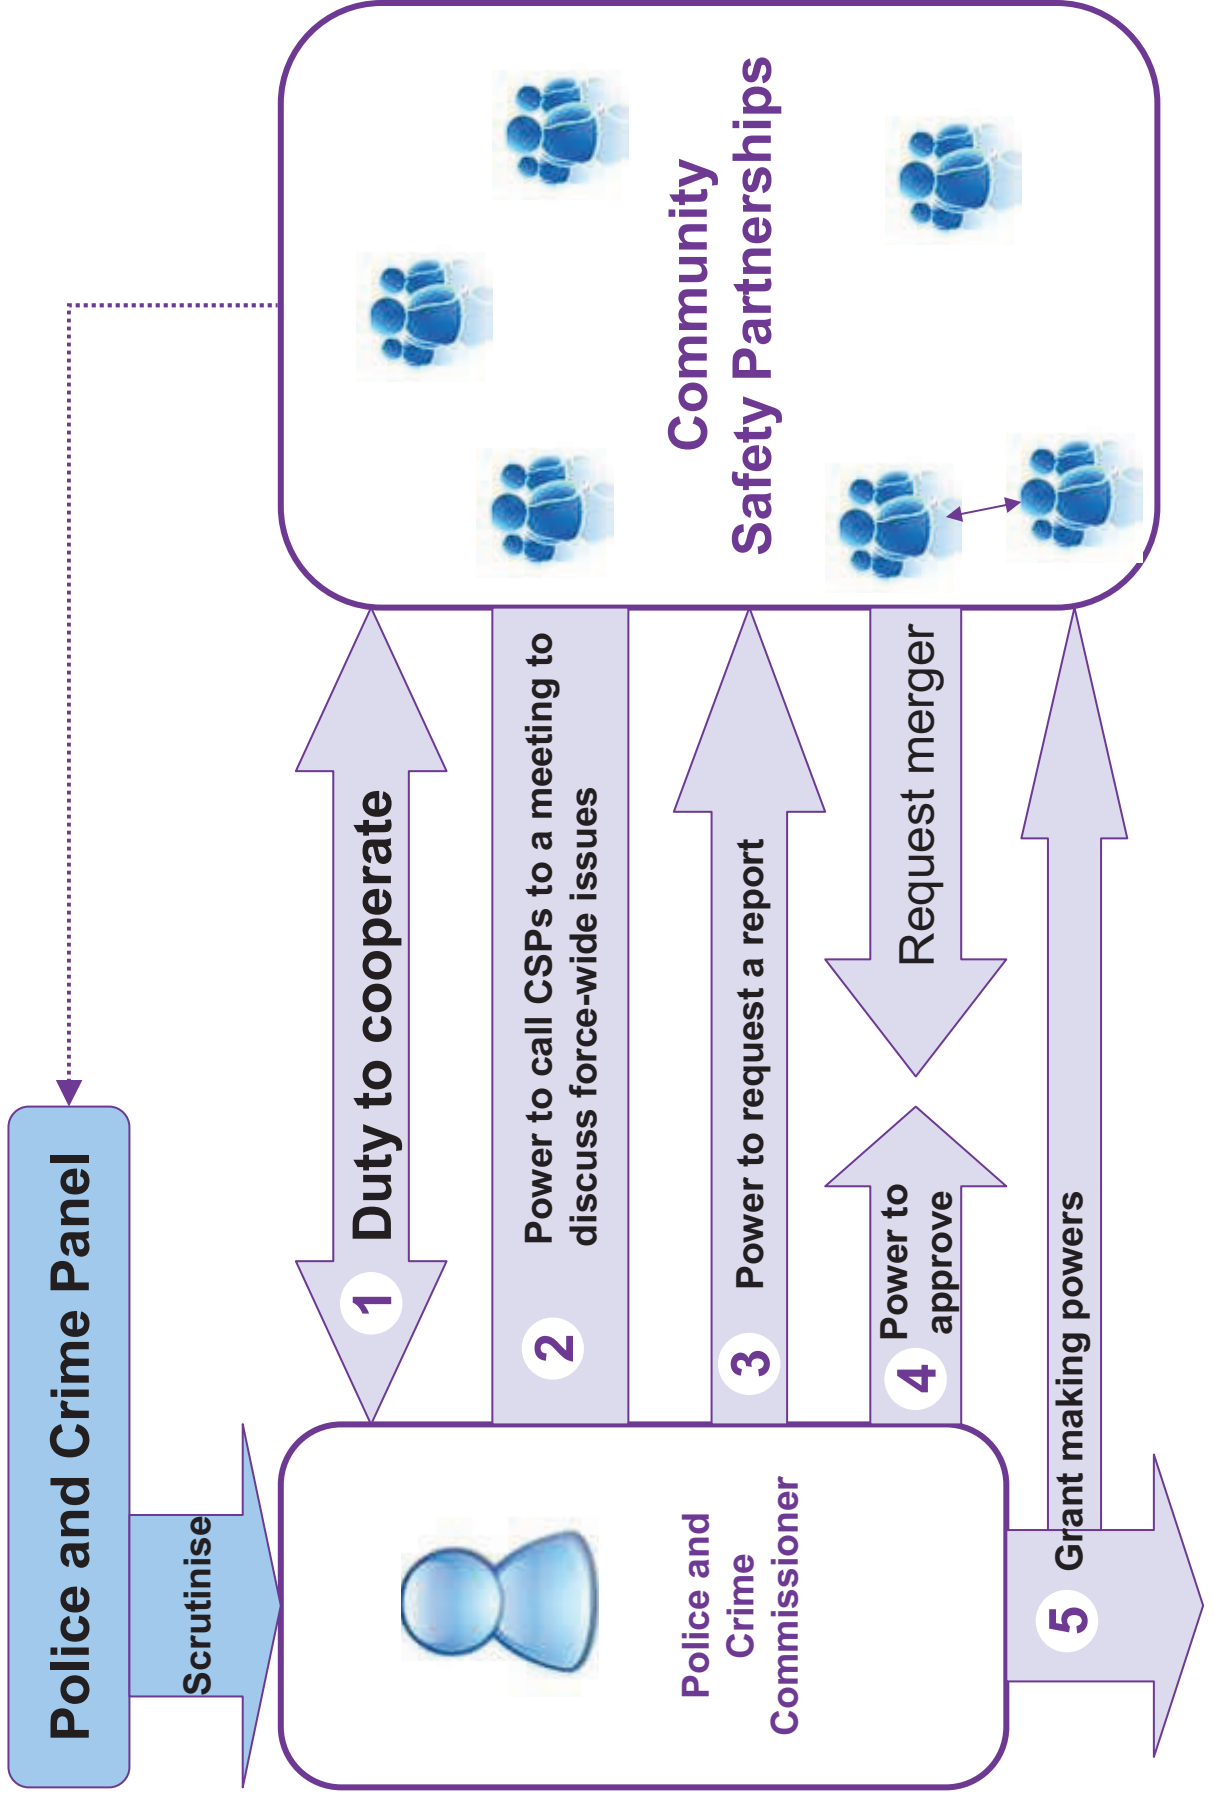 Police and Crime Panel
Scrutinise
1
Duty to cooperate
2
Power to call CSPs to a meeting to
discuss force-wide issues
3
Power to request a report
4
Power to
approve
Request merger
5
Grant making powers
Police and
Crime
Commissioner
Community
Safety Partnerships